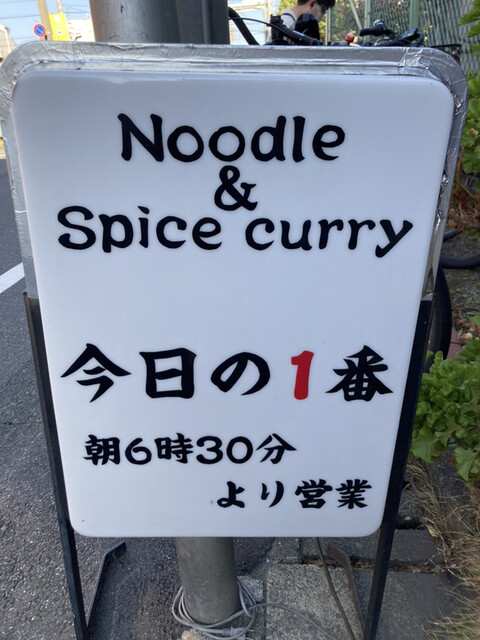 Noodle
&
Spice curry
今日の1番
朝6時30分
より営業